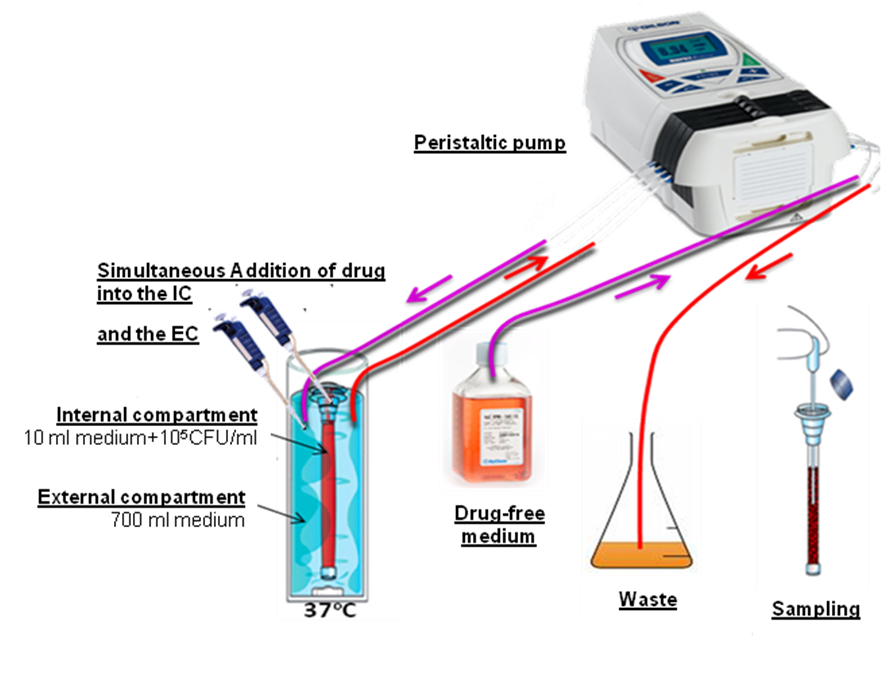 GILSON
Peristaltic pump
Simultaneous Addition of drug
into the IC
and the EC
Internal compartment
10 ml medium+10⁵CFU/ml
External compartment
700 ml medium
37°C
Drug-free
medium
Waste
Sampling